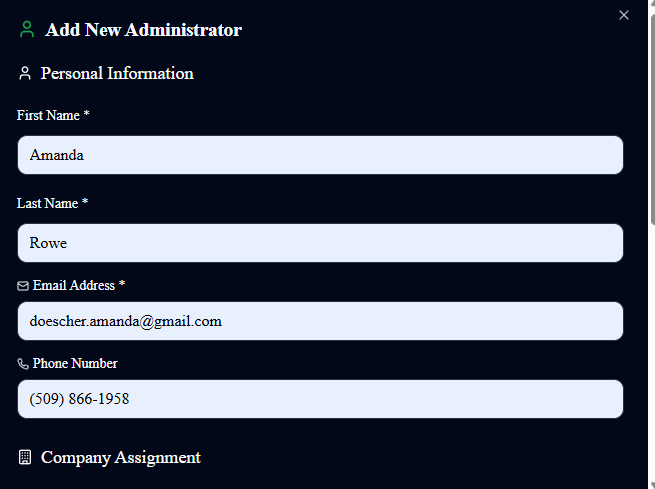 Add New Administrator
Personal Information
First Name *
Amanda
Last Name *
Rowe
Email Address *
doescher.amanda@gmail.com
Phone Number
(509) 866-1958
Company Assignment